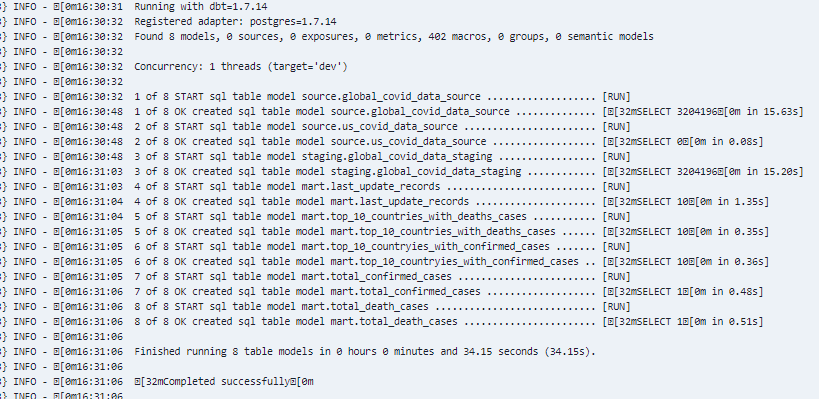 } INFO - [0m16:30:31  Running with dbt=1.7.14
} INFO - [0m16:30:32  Registered adapter: postgres=1.7.14
} INFO - [0m16:30:32  Found 8 models, 0 sources, 0 exposures, 0 metrics, 402 macros, 0 groups, 0 semantic models
} INFO - [0m16:30:32
} INFO - [0m16:30:32  Concurrency: 1 threads (target='dev')
} INFO - [0m16:30:32
} INFO - [0m16:30:32  1 of 8 START sql table model source.global_covid_data_source ................... [RUN]
} INFO - [0m16:30:48  1 of 8 OK created sql table model source.global_covid_data_source .............. [[32mSELECT 3204196[0m in 15.63s]
} INFO - [0m16:30:48  2 of 8 START sql table model source.us_covid_data_source ....................... [RUN]
} INFO - [0m16:30:48  2 of 8 OK created sql table model source.us_covid_data_source .................. [[32mSELECT 0[0m in 0.08s]
} INFO - [0m16:30:48  3 of 8 START sql table model staging.global_covid_data_staging ................. [RUN]
} INFO - [0m16:31:03  3 of 8 OK created sql table model staging.global_covid_data_staging ............ [[32mSELECT 3204196[0m in 15.20s]
} INFO - [0m16:31:03  4 of 8 START sql table model mart.last_update_records .......................... [RUN]
} INFO - [0m16:31:04  4 of 8 OK created sql table model mart.last_update_records ..................... [[32mSELECT 10[0m in 1.35s]
} INFO - [0m16:31:04  5 of 8 START sql table model mart.top_10_countries_with_deaths_cases ........... [RUN]
} INFO - [0m16:31:05  5 of 8 OK created sql table model mart.top_10_countries_with_deaths_cases ...... [[32mSELECT 10[0m in 0.35s]
} INFO - [0m16:31:05  6 of 8 START sql table model mart.top_10_countryies_with_confirmed_cases ....... [RUN]
} INFO - [0m16:31:05  6 of 8 OK created sql table model mart.top_10_countryies_with_confirmed_cases .. [[32mSELECT 10[0m in 0.36s]
} INFO - [0m16:31:05  7 of 8 START sql table model mart.total_confirmed_cases ........................ [RUN]
} INFO - [0m16:31:06  7 of 8 OK created sql table model mart.total_confirmed_cases ................... [[32mSELECT 1[0m in 0.48s]
} INFO - [0m16:31:06  8 of 8 START sql table model mart.total_death_cases ............................ [RUN]
} INFO - [0m16:31:06  8 of 8 OK created sql table model mart.total_death_cases ....................... [[32mSELECT 1[0m in 0.51s]
} INFO - [0m16:31:06
} INFO - [0m16:31:06  Finished running 8 table models in 0 hours 0 minutes and 34.15 seconds (34.15s).
} INFO - [0m16:31:06
} INFO - [0m16:31:06  [32mCompleted successfully[0m
} INFO - [0m16:31:06